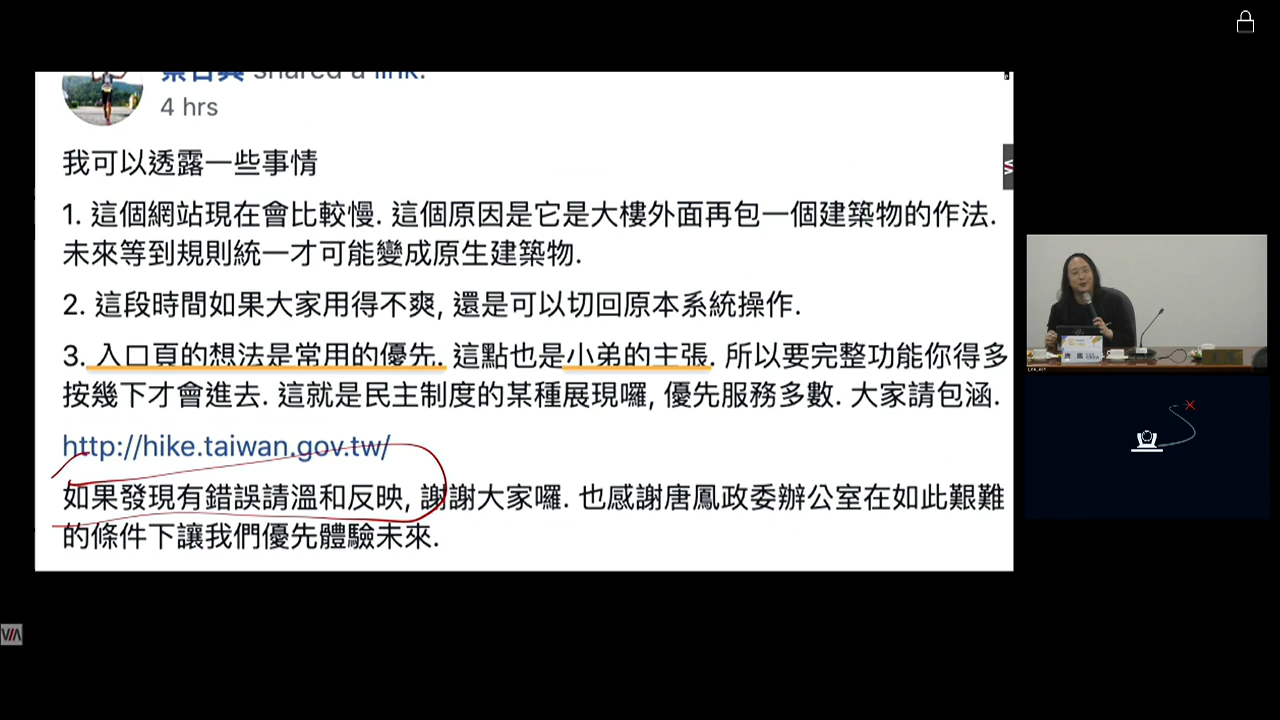 shared a link.
4 hrs
我可以透露一些事情
1. 這個網站現在會比較慢. 這個原因是它是大樓外面再包一個建築物的作法.
未來等到規則統一才可能變成原生建築物.
2. 這段時間如果大家用得不爽, 還是可以切回原本系統操作.
3. 入口頁的想法是常用的優先. 這點也是小弟的主張. 所以要完整功能你得多
按幾下才會進去. 這就是民主制度的某種展現囉, 優先服務多數. 大家請包涵.
http://hike.taiwan.gov.tw/
如果發現有錯誤請溫和反映, 謝謝大家囉. 也感謝唐鳳政委辦公室在如此艱難
的條件下讓我們優先體驗未來.
唐 鳳
VIA